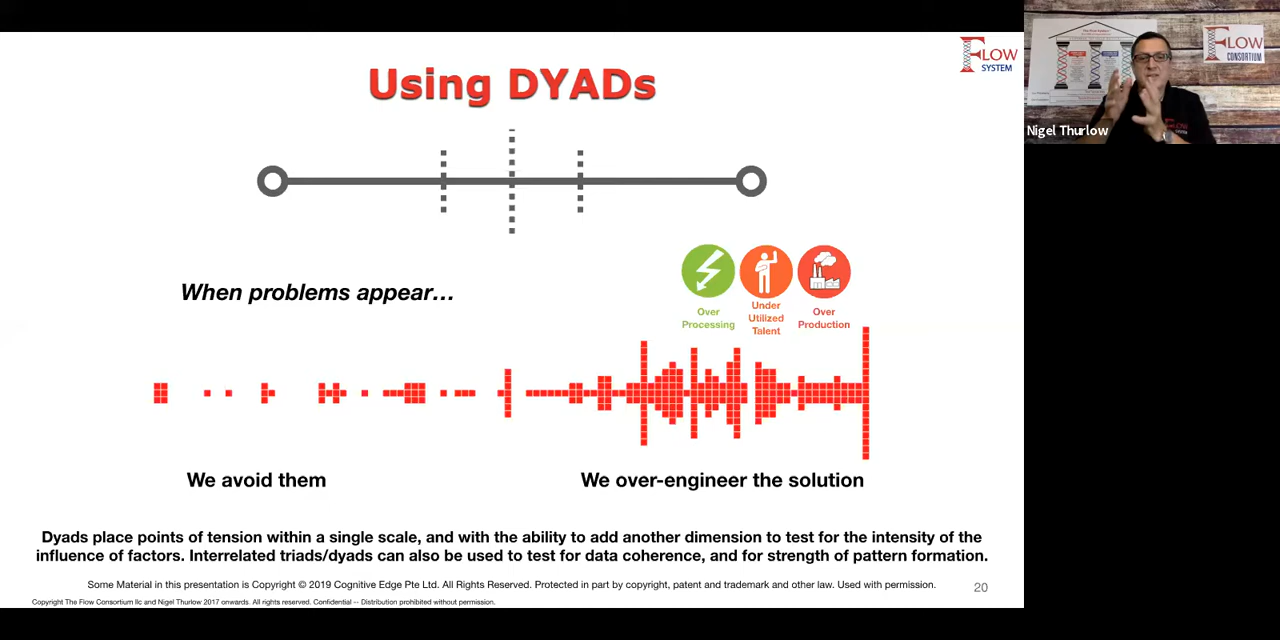 FLOW
SYSTEM
Using DYADs
When problems appear…
Over
Processing
Under
Utilized
Talent
Over
Production
We avoid them
We over-engineer the solution
Dyads place points of tension within a single scale, and with the ability to add another dimension to test for the intensity of the
influence of factors. Interrelated triads/dyads can also be used to test for data coherence, and for strength of pattern formation.
Some Material in this presentation is Copyright © 2019 Cognitive Edge Pte Ltd. All Rights Reserved. Protected in part by copyright, patent and trademark and other law. Used with permission.
20
Copyright The Flow Consortium llc and Nigel Thurlow 2017 onwards. All rights reserved. Confidential -- Distribution prohibited without permission.
FLOW
CONSORTIUM
Nigel Thurlow